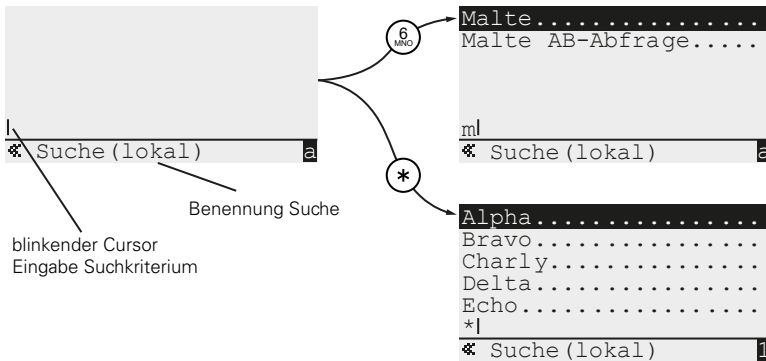 |
Suche(lokal) a
Benennung Suche
blinkender Cursor
Eingabe Suchkriterium
6
MNO
*
Malte................
Malte AB-Abfrage.....
m|
Suche(lokal) a
Alpha................
Bravo................
Charly...............
Delta................
Echo.................
*|
Suche(lokal) 1